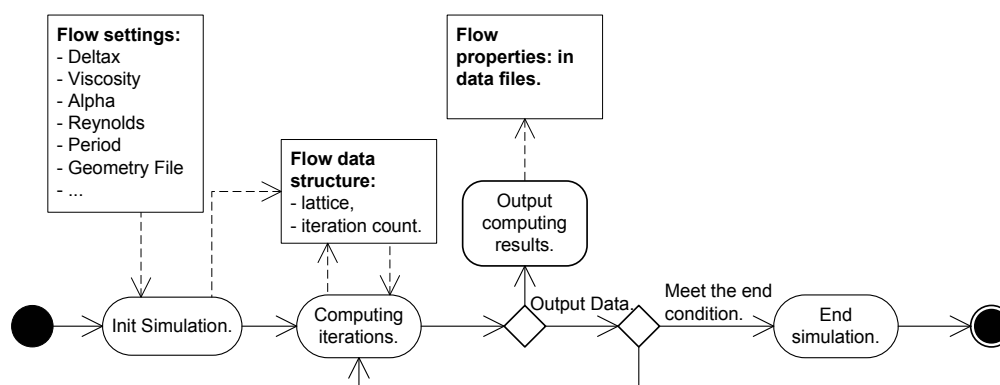 Flow settings:
- Deltax
- Viscosity
- Alpha
- Reynolds
- Period
- Geometry File
- ...
Flow data
structure:
- lattice,
- iteration count.
Flow
properties: in
data files.
Output
computing
results.
Init Simulation.
Computing
iterations.
Output Data.
Meet the end
condition.
End
simulation.